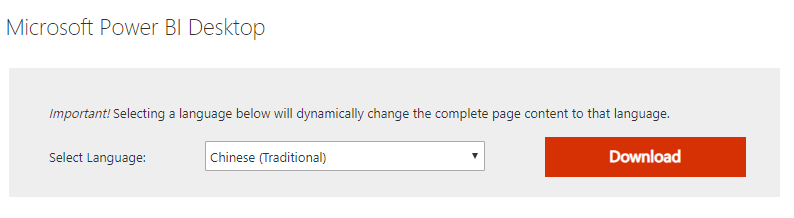 Microsoft Power BI Desktop
Important! Selecting a language below will dynamically change the complete page content to that language.
Select Language: Chinese (Traditional) Download